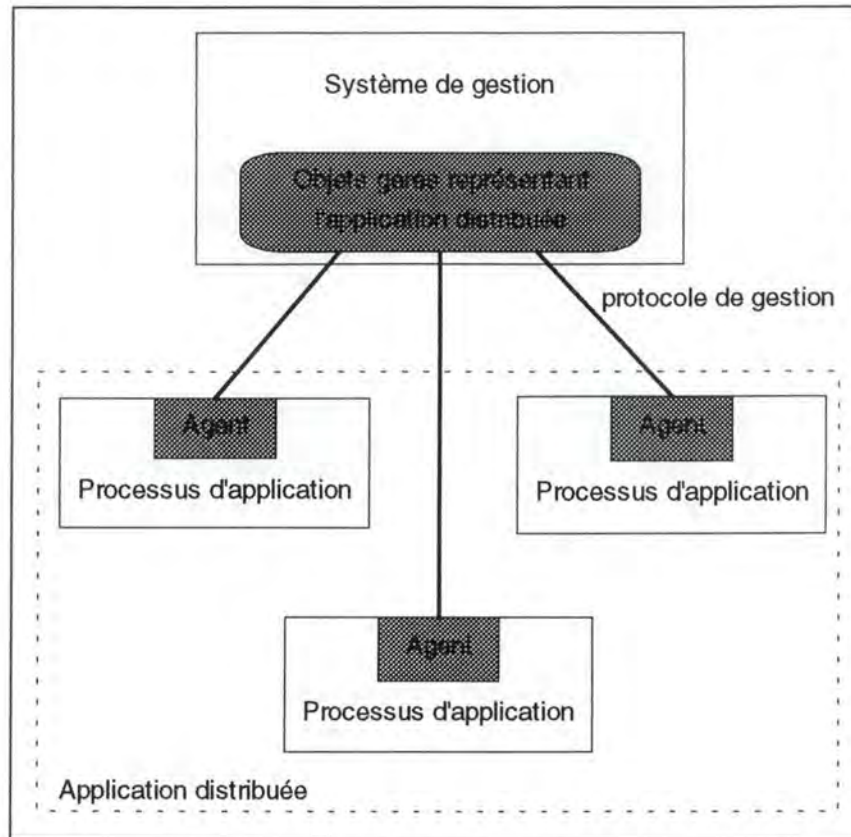 Système de gestion
Objets gérés représentant
l'application distribuée
protocole de gestion
Agent
Agent
Processus d'application
Processus d'application
Agent
Processus d'application
Application distribuée